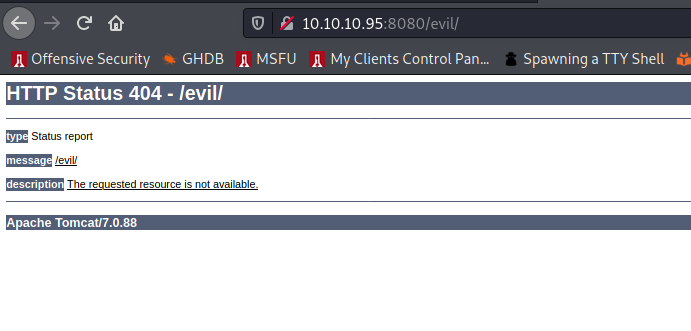 10.10.10.95:8080/evil/
Offensive Security GHDB MSFU My Clients Control Pan... Spawning a TTY Shell
HTTP Status 404 - /evil/
type Status report
message /evil/
description The requested resource is not available.
Apache Tomcat/7.0.88